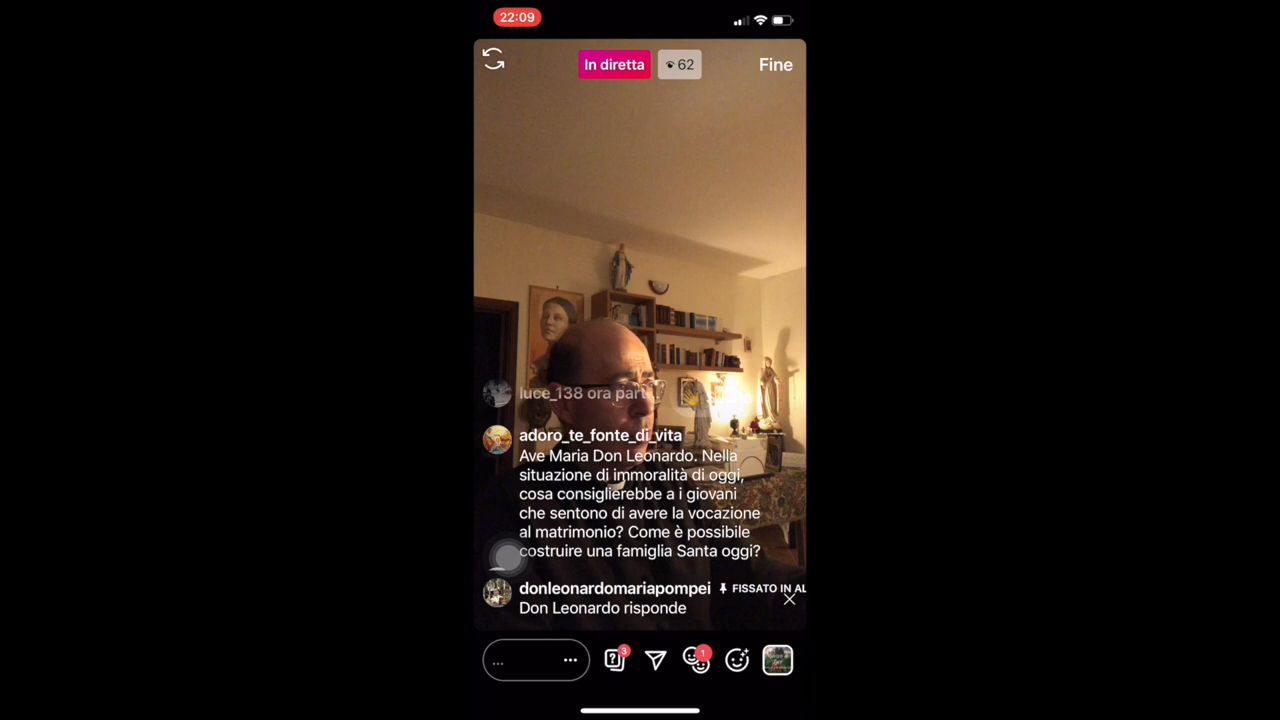 22:09
In diretta
62
Fine
luce_138 ora part...
adoro_te_fonte_di_vita
Ave Maria Don Leonardo. Nella
situazione di immoralità di oggi,
cosa consiglierebbe a i giovani
che sentono di avere la vocazione
al matrimonio? Come è possibile
costruire una famiglia Santa oggi?
donleonardomariapompei FISSATO IN AL
Don Leonardo risponde
...
3
1